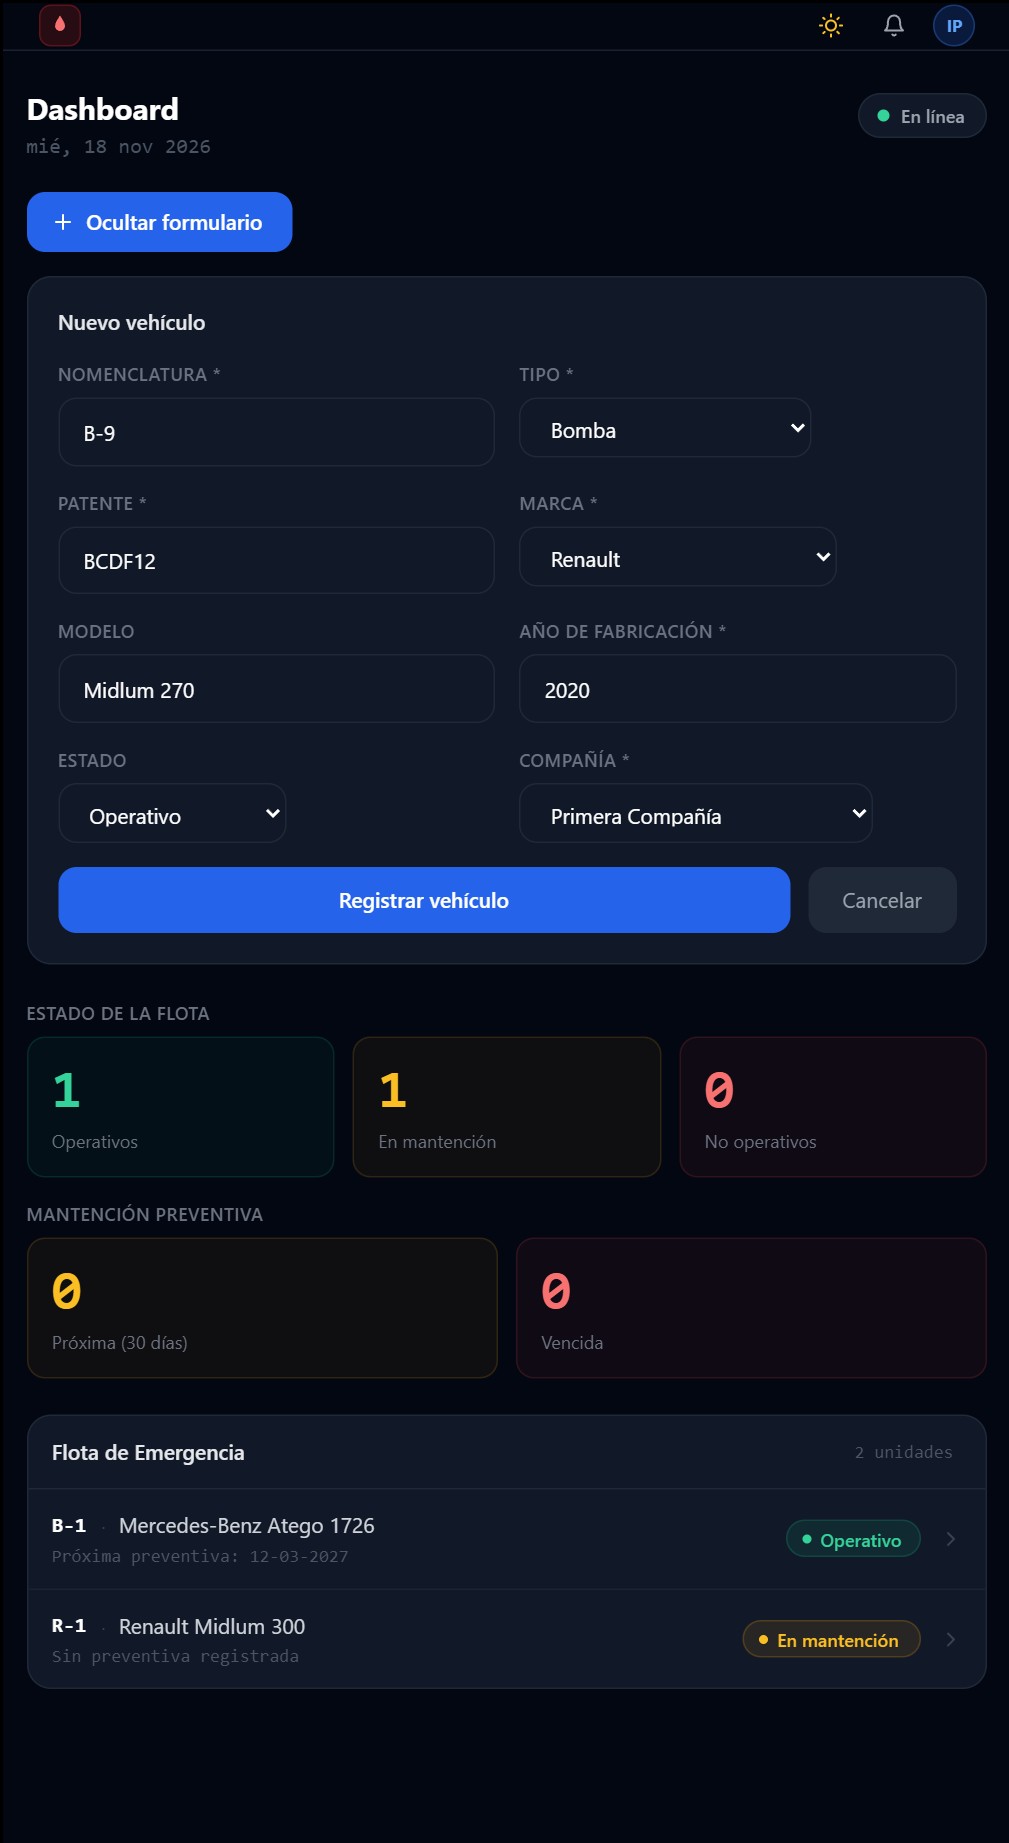 IP
Dashboard
En línea
mié, 18 nov 2026
+ Ocultar formulario
Nuevo vehículo
NOMENCLATURA *
TIPO *
B-9
Bomba
PATENTE *
MARCA *
BCDF12
Renault
MODELO
AÑO DE FABRICACIÓN *
Midlum 270
2020
ESTADO
COMPAÑÍA *
Operativo
Primera Compañía
Registrar vehículo
Cancelar
ESTADO DE LA FLOTA
1
1
0
Operativos
En mantención
No operativos
MANTENCIÓN PREVENTIVA
0
0
Próxima (30 días)
Vencida
Flota de Emergencia
2 unidades
B-1 · Mercedes-Benz Atego 1726
Próxima preventiva: 12-03-2027
Operativo
R-1 · Renault Midlum 300
Sin preventiva registrada
En mantención